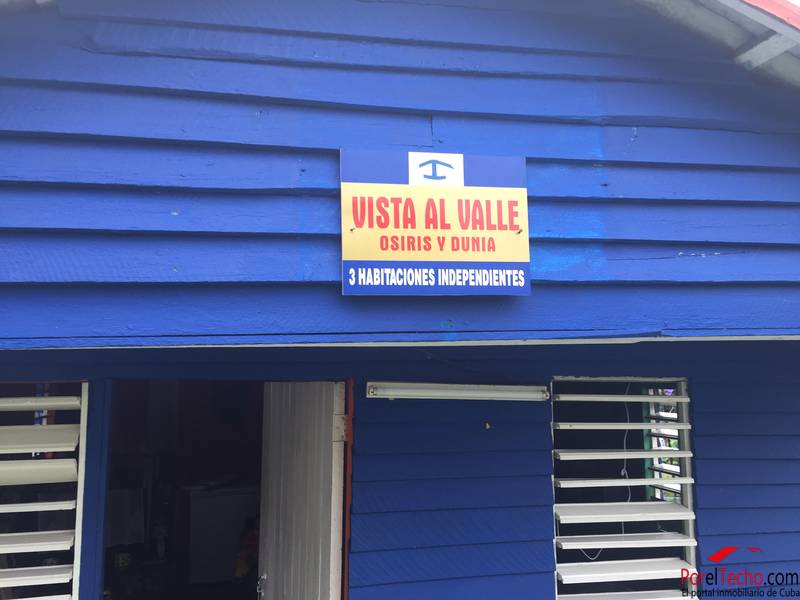 VISTA AL VALLE
OSIRIS Y DUNIA
3 HABITACIONES INDEPENDIENTES
PorelTecho.com
El portal inmobiliario de Cuba